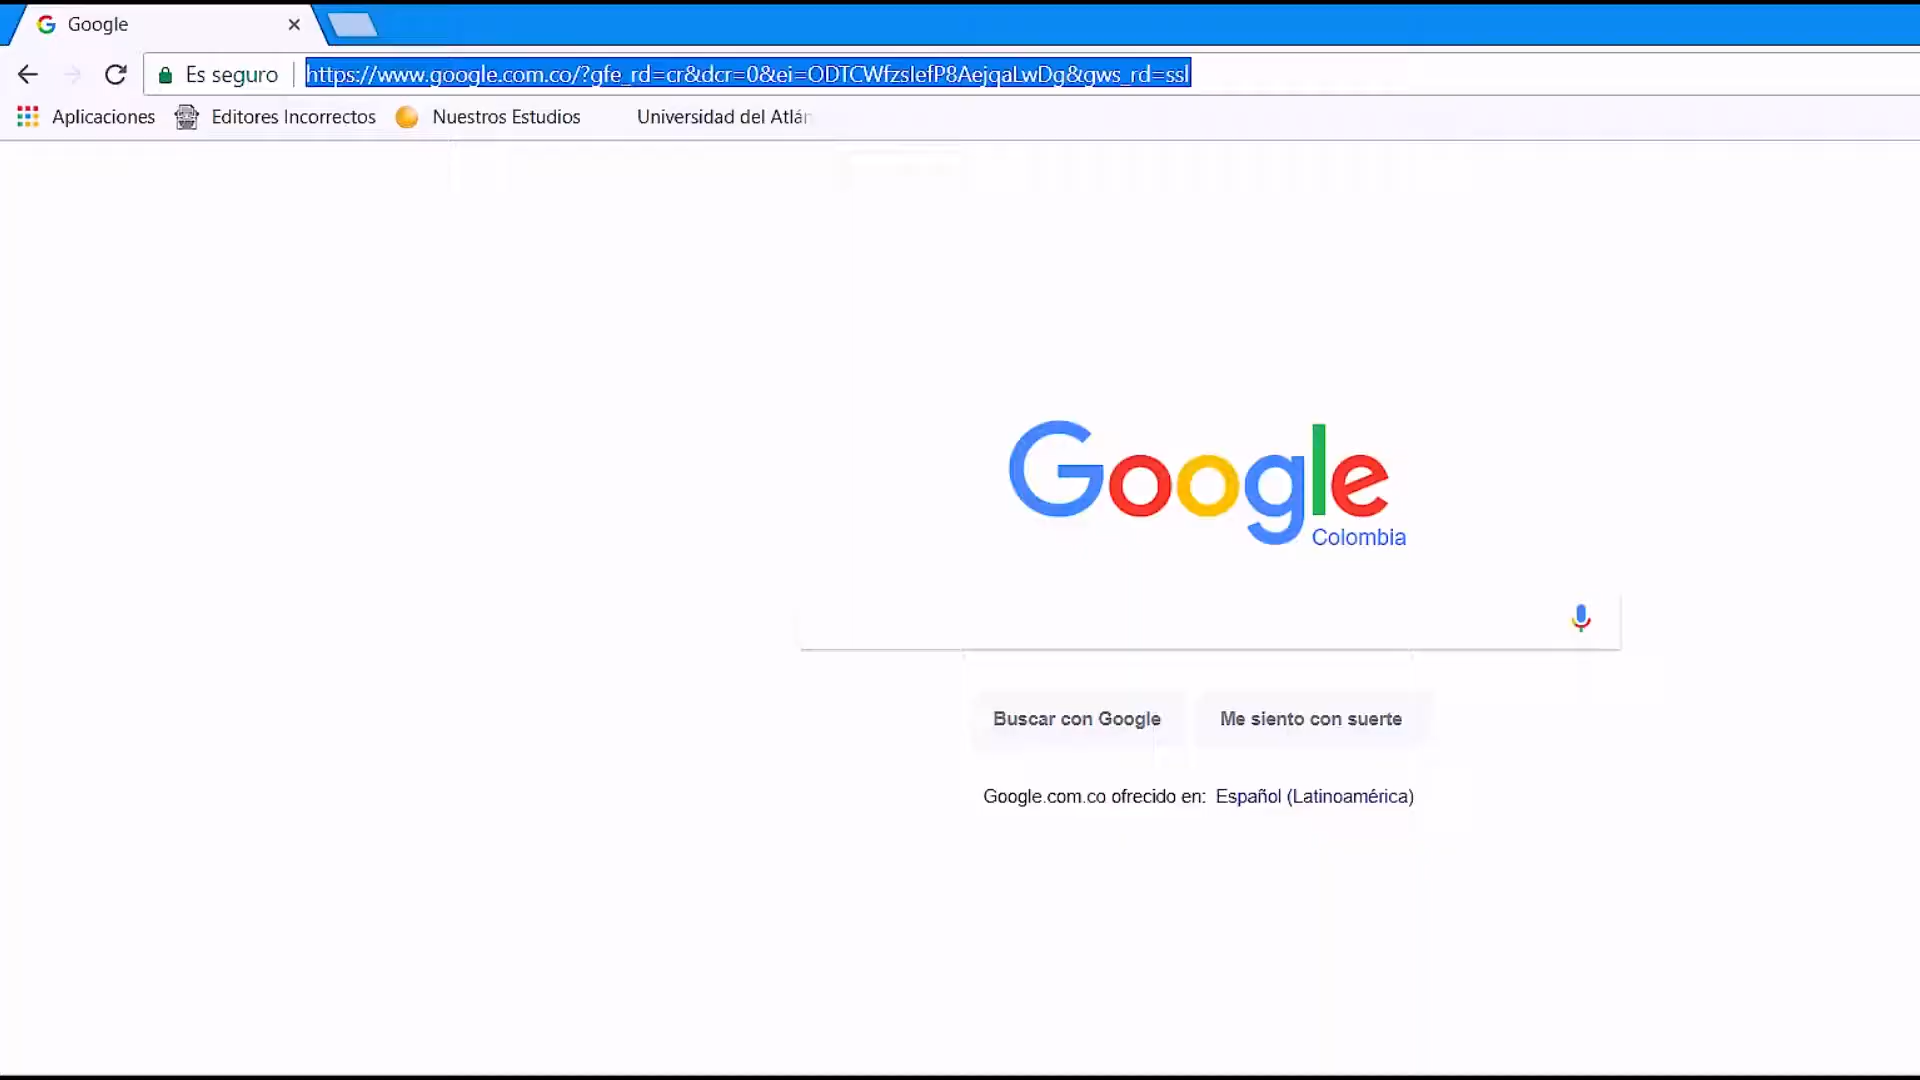 Google
Es seguro
https://www.google.com.co/?gfe_rd=cr&dcr=0&ei=ODTCWfzslefP8AejqaLwDg&gws_rd=ssl
Aplicaciones Editores Incorrectos Nuestros Estudios Universidad del Atlán
Google
Colombia
Buscar con Google Me siento con suerte
Google.com.co ofrecido en: Español (Latinoamérica)